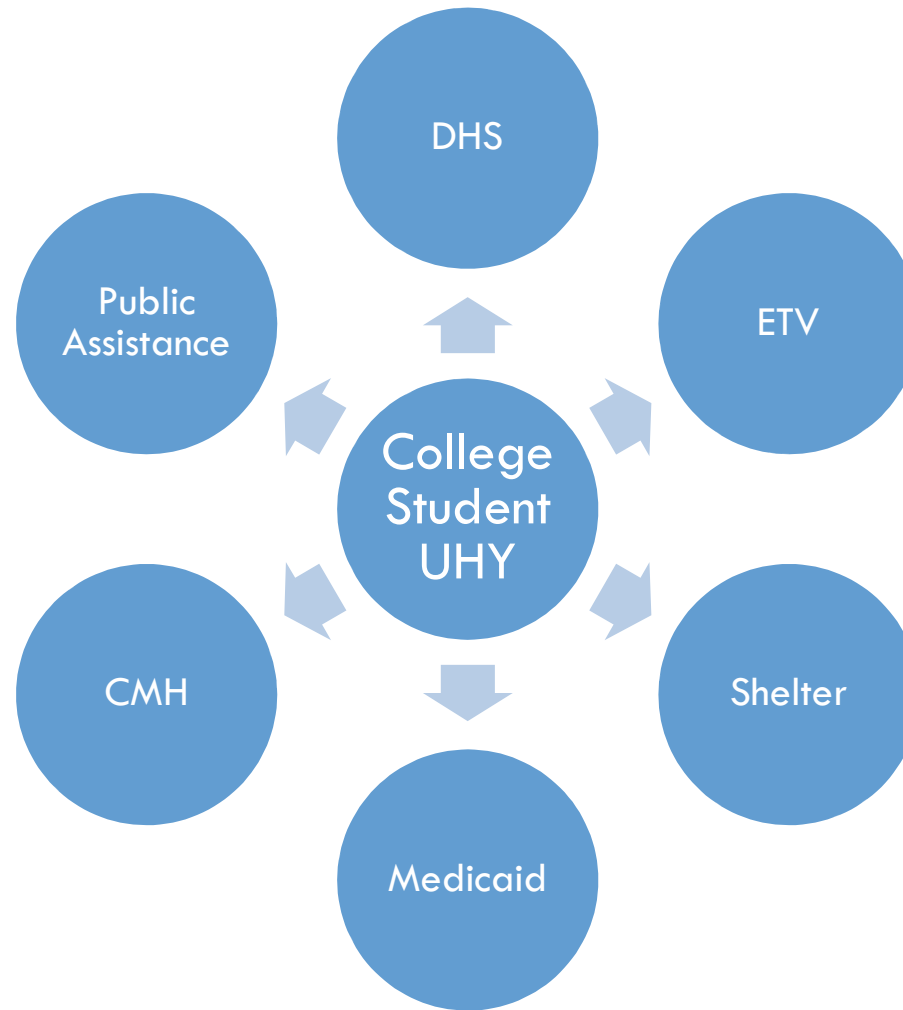 DHS
Public
Assistance
ETV
College
Student
UHY
CMH
Shelter
Medicaid